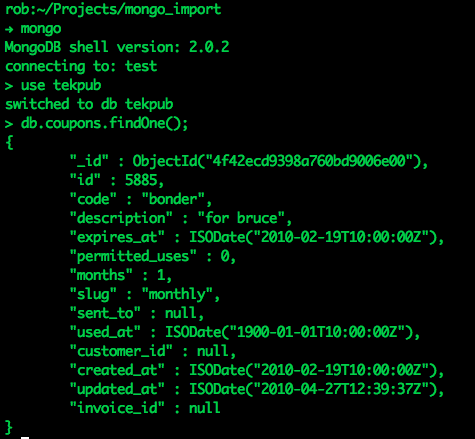 rob:~/Projects/mongo_import
→ mongo
MongoDB shell version: 2.0.2
connecting to: test
> use tekpub
switched to db tekpub
> db.coupons.findOne();
{
        "_id" : ObjectId("4f42ecd9398a760bd9006e00"),
        "id" : 5885,
        "code" : "bonder",
        "description" : "for bruce",
        "expires_at" : ISODate("2010-02-19T10:00:00Z"),
        "permitted_uses" : 0,
        "months" : 1,
        "slug" : "monthly",
        "sent_to" : null,
        "used_at" : ISODate("1900-01-01T10:00:00Z"),
        "customer_id" : null,
        "created_at" : ISODate("2010-02-19T10:00:00Z"),
        "updated_at" : ISODate("2010-04-27T12:39:37Z"),
        "invoice_id" : null
}